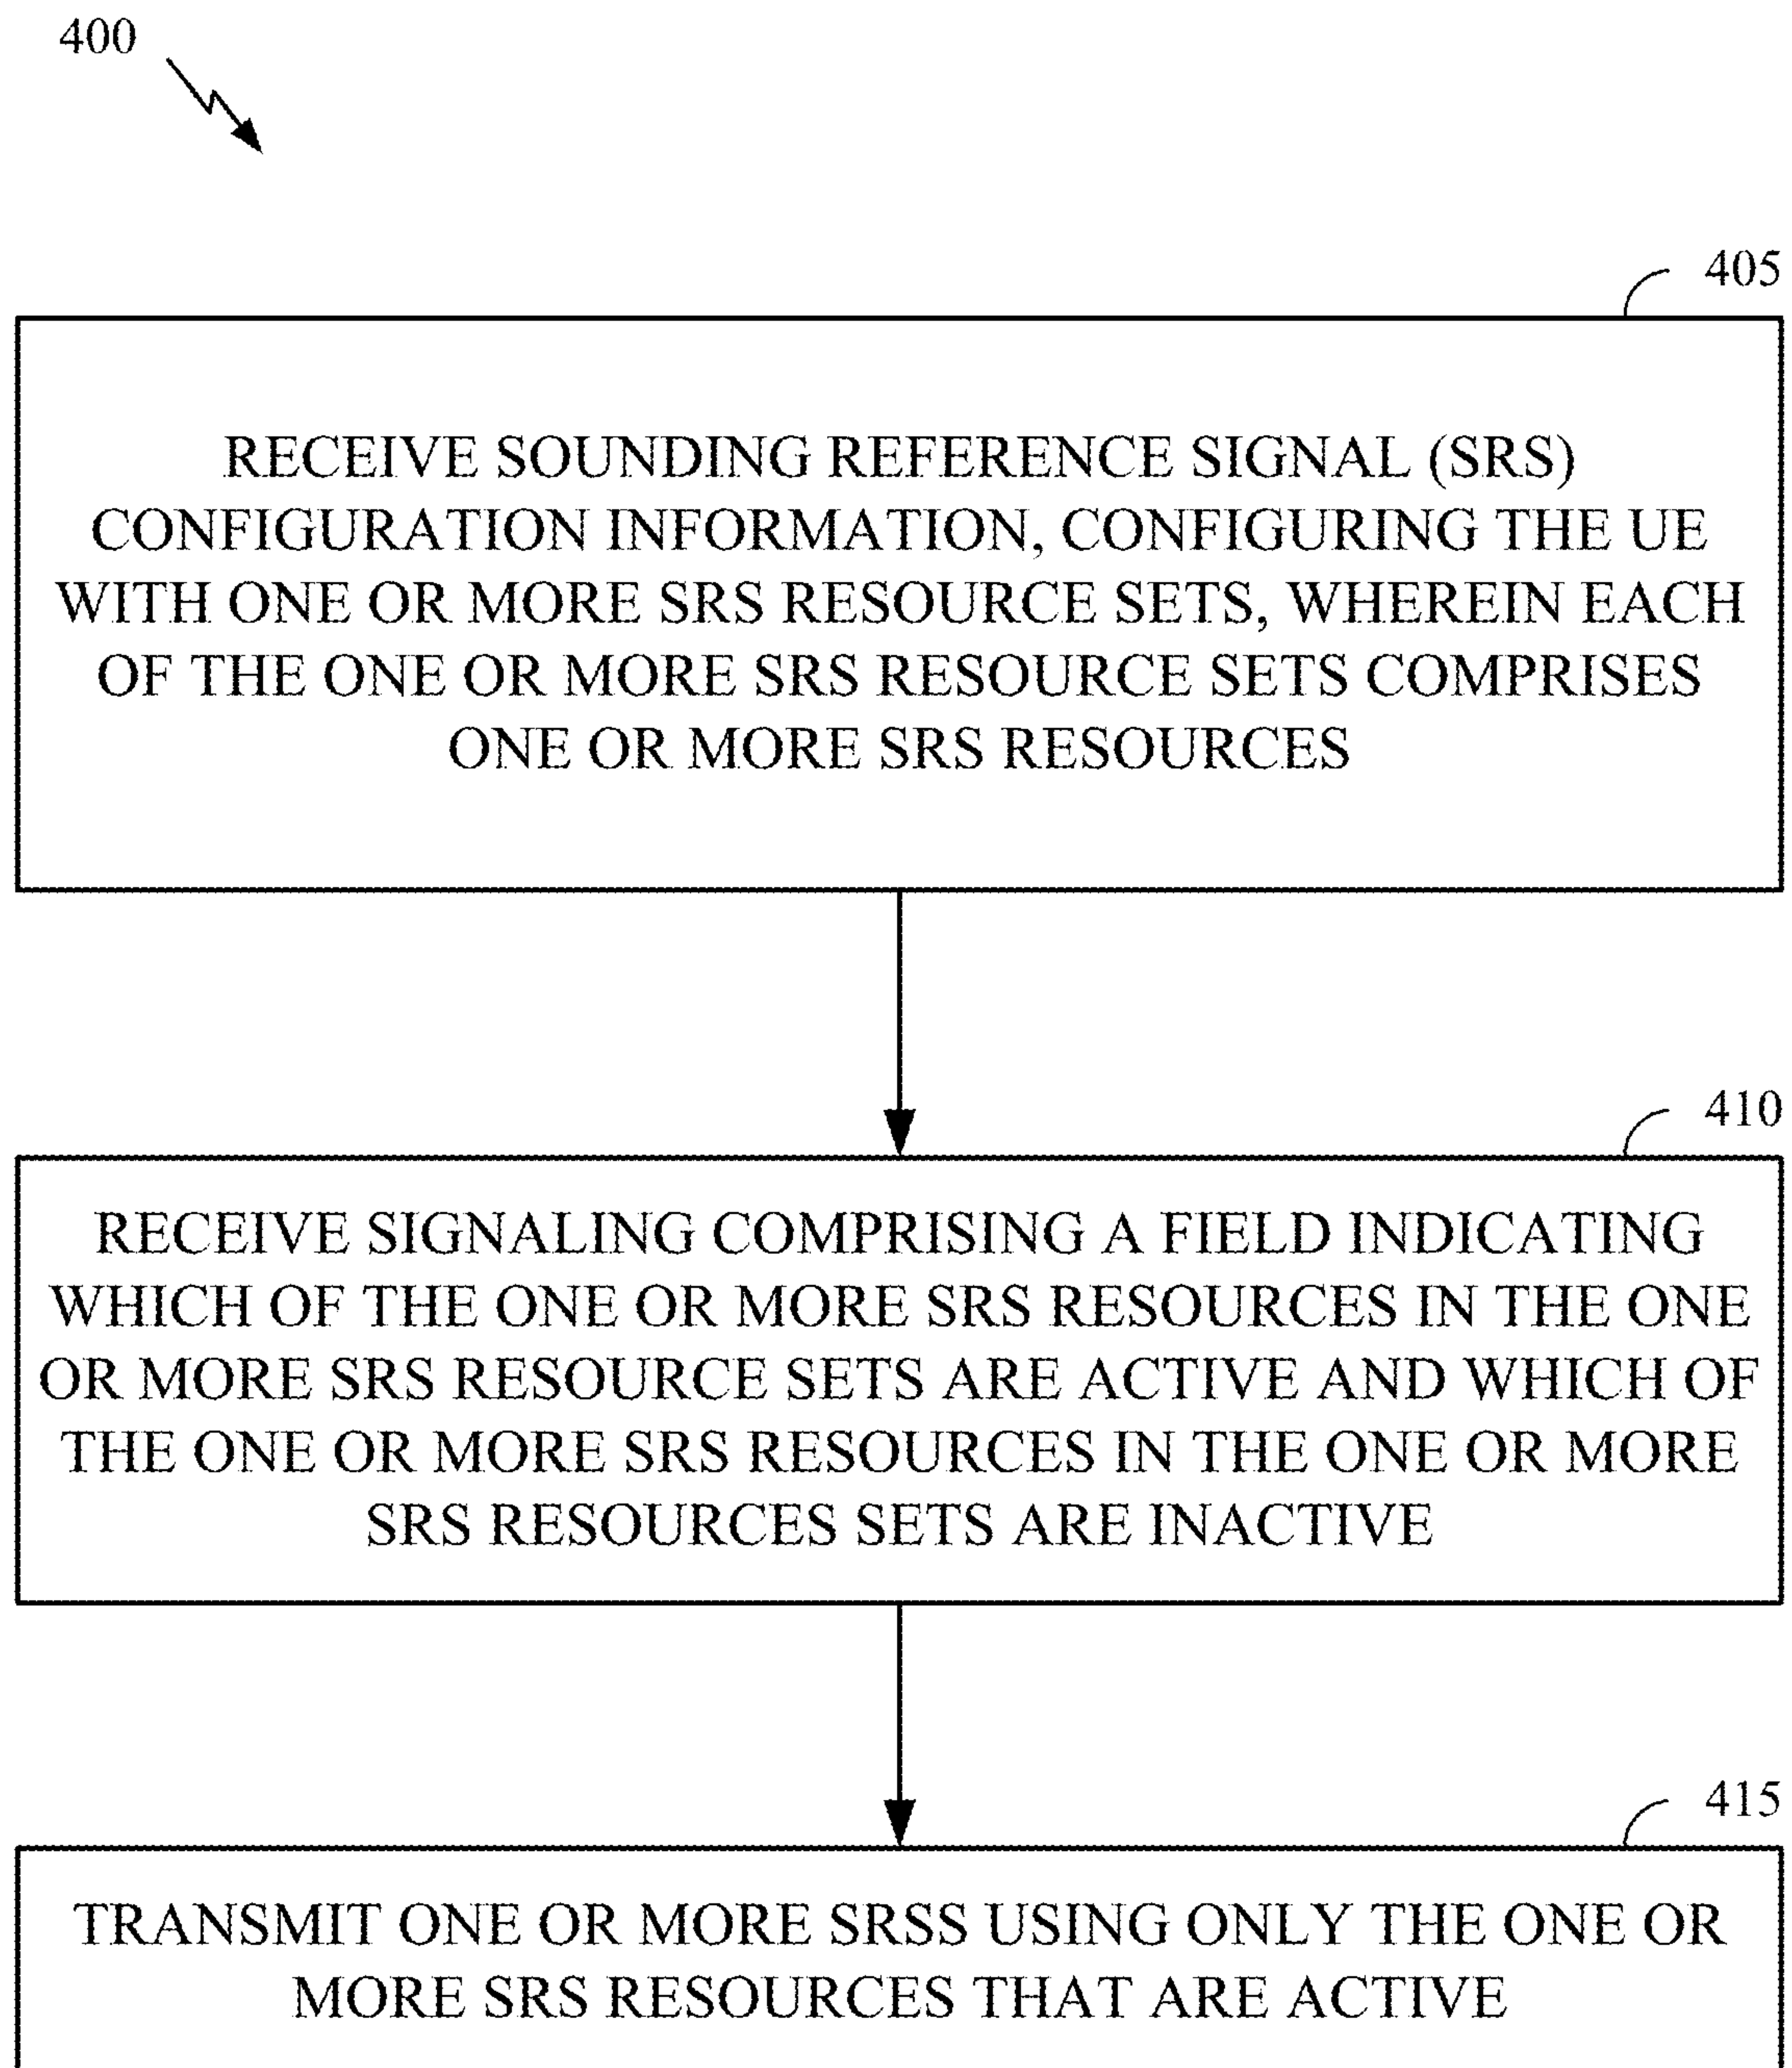 400
405
RECEIVE SOUNDING REFERENCE SIGNAL (SRS)
CONFIGURATION INFORMATION, CONFIGURING THE UE
WITH ONE OR MORE SRS RESOURCE SETS, WHEREIN EACH
OF THE ONE OR MORE SRS RESOURCE SETS COMPRISES
ONE OR MORE SRS RESOURCES
410
RECEIVE SIGNALING COMPRISING A FIELD INDICATING
WHICH OF THE ONE OR MORE SRS RESOURCES IN THE ONE
OR MORE SRS RESOURCE SETS ARE ACTIVE AND WHICH OF
THE ONE OR MORE SRS RESOURCES IN THE ONE OR MORE
SRS RESOURCES SETS ARE INACTIVE
415
TRANSMIT ONE OR MORE SRSS USING ONLY THE ONE OR
MORE SRS RESOURCES THAT ARE ACTIVE